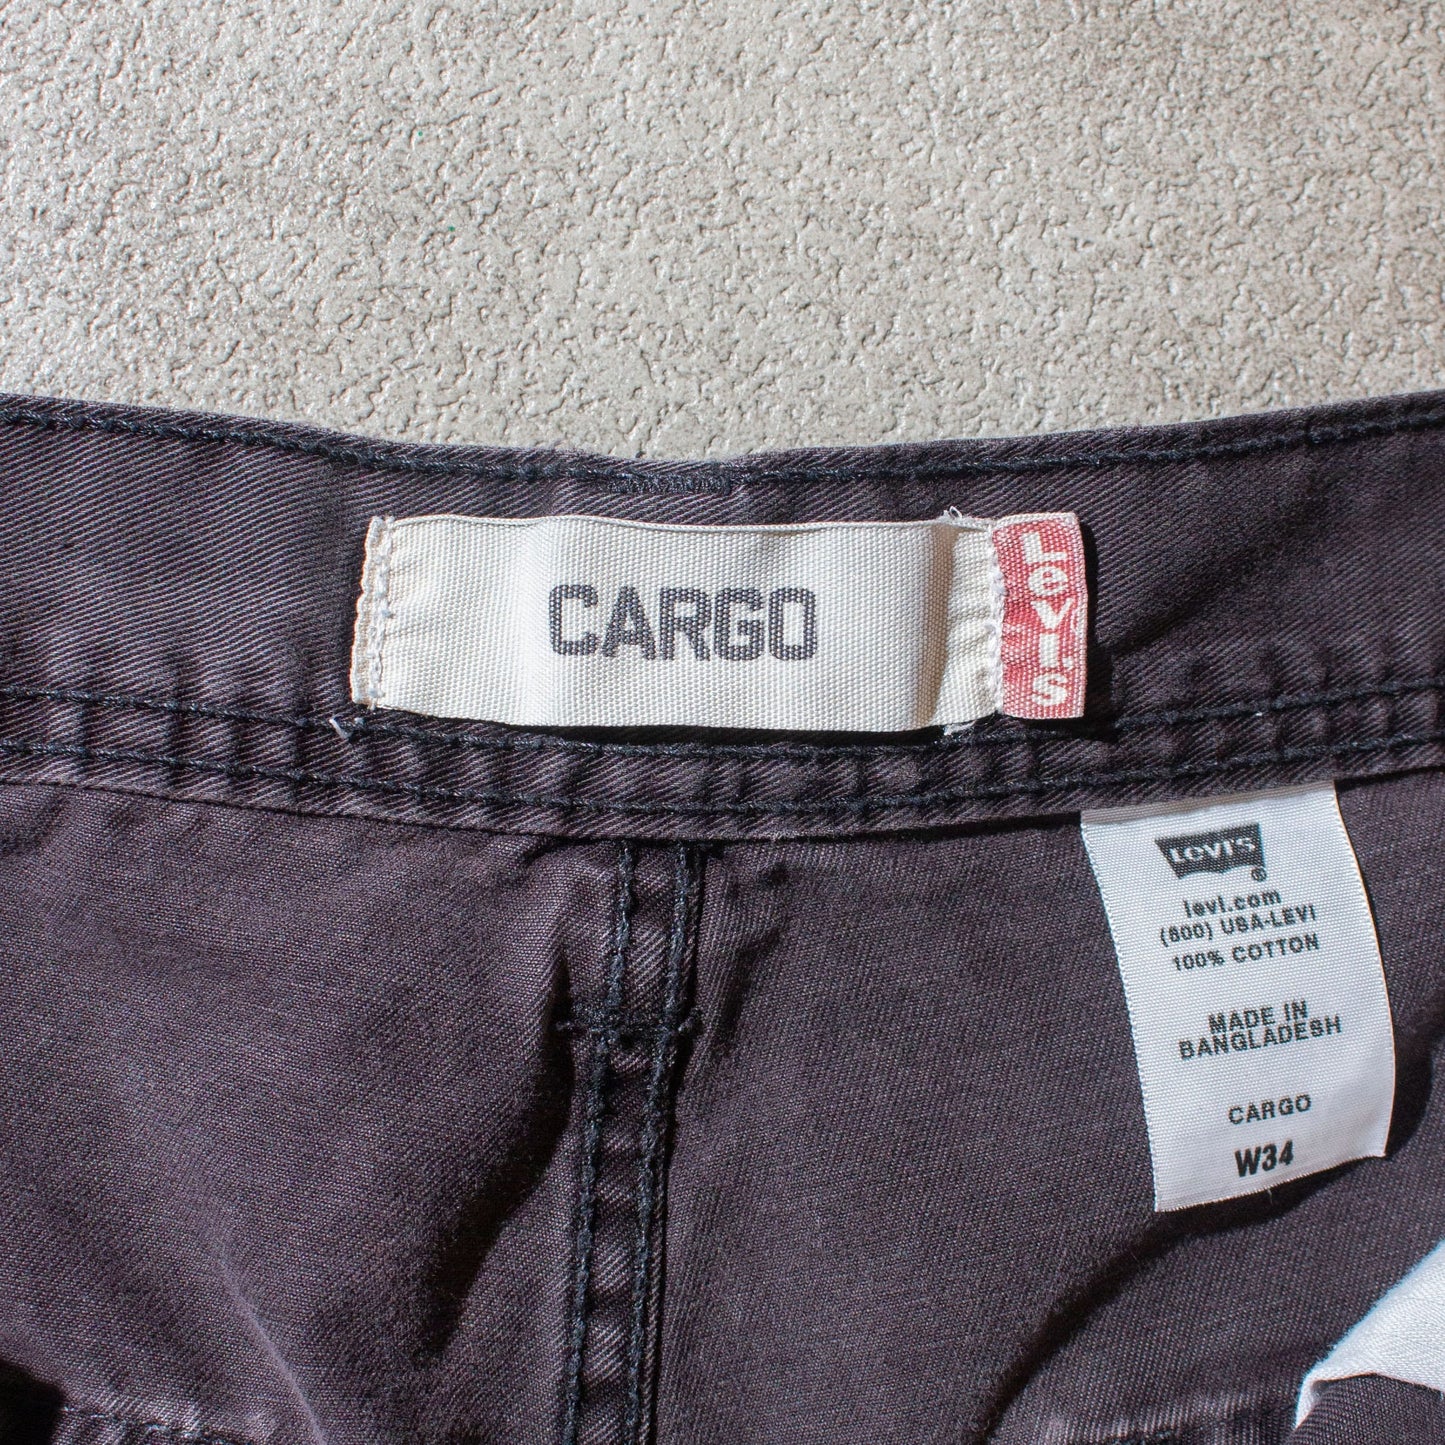 CARGO
Levi's
Levi's
®
levi.com
(800) USA-LEVI
100% COTTON
MADE IN
BANGLADESH
CARGO
W34